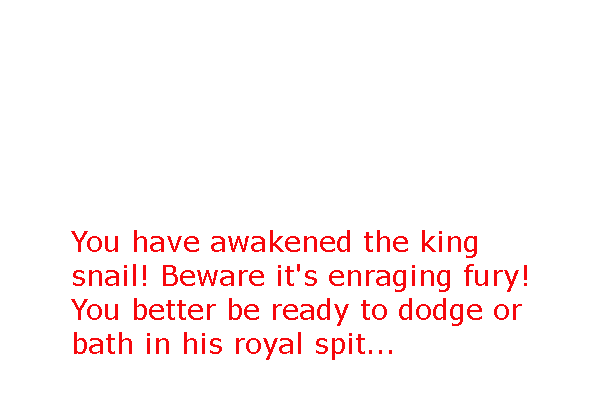 You have awakened the king
snail! Beware it's enraging fury!
You better be ready to dodge or
bath in his royal spit...